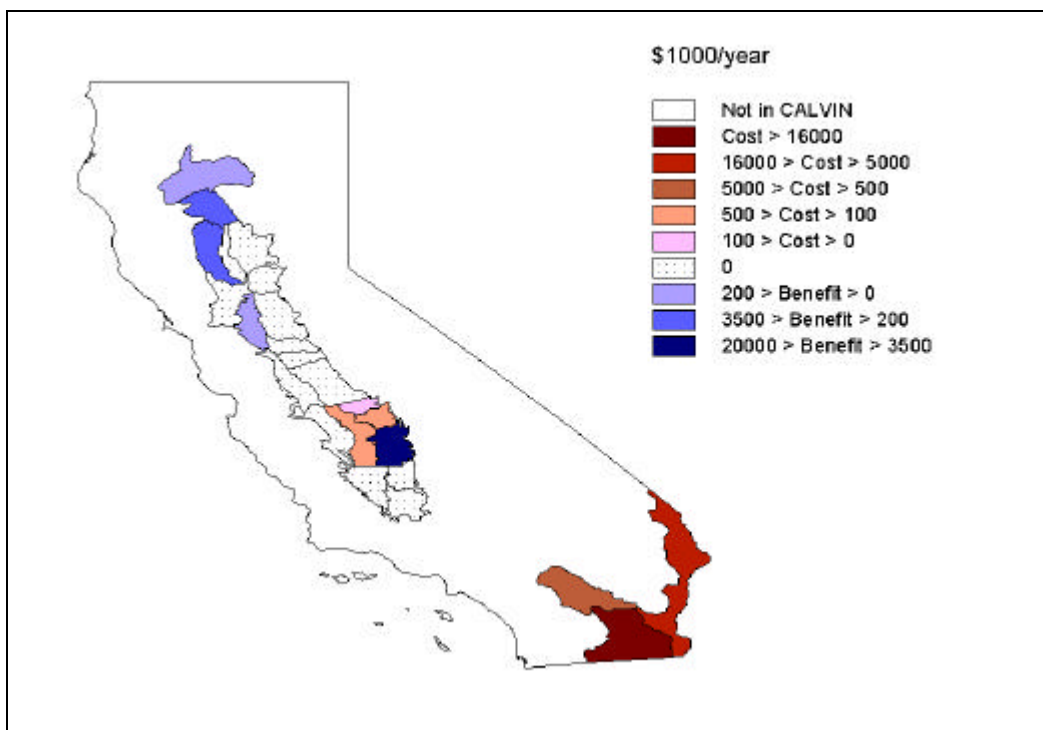 $1000/year
Not in CALVIN
Cost > 16000
16000 > Cost > 5000
5000 > Cost > 500
500 > Cost > 100
100 > Cost > 0
0
200 > Benefit > 0
3500 > Benefit > 200
20000 > Benefit > 3500